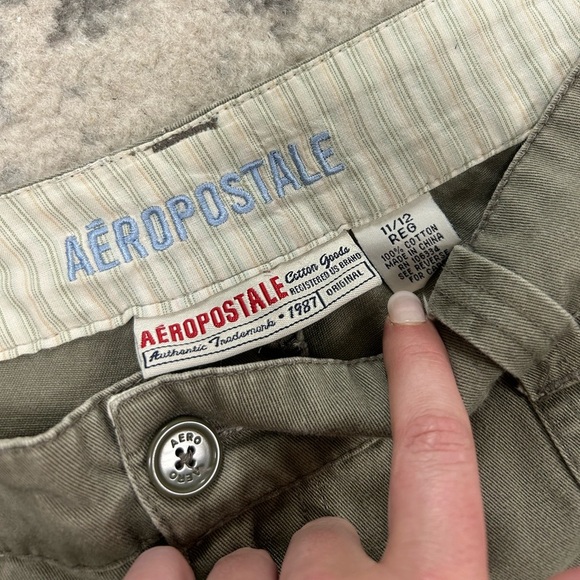 AÉROPOSTALE
AÉROPOSTALE Cotton Goods
REGISTERED US BRAND
Authentic Trademark • 1987 ORIGINAL
11/12
REG
100% COTTON
MADE IN CHINA
SEE REVERSE
FOR CARE
AERO
AERO